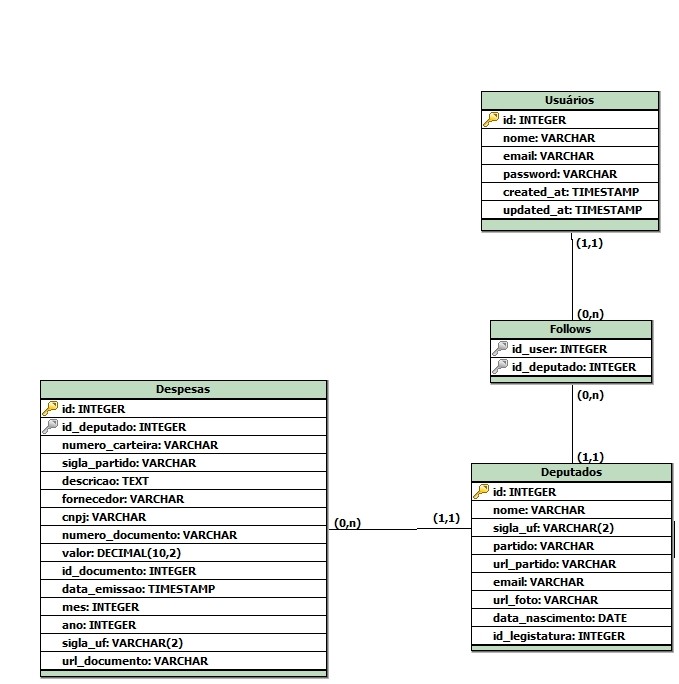 Usuários
id: INTEGER
nome: VARCHAR
email: VARCHAR
password: VARCHAR
created_at: TIMESTAMP
updated_at: TIMESTAMP
(1,1)
(0,n)
Follows
id_user: INTEGER
id_deputado: INTEGER
(0,n)
(1,1)
Despesas
id: INTEGER
id_deputado: INTEGER
numero_carteira: VARCHAR
sigla_partido: VARCHAR
descricao: TEXT
fornecedor: VARCHAR
cnpj: VARCHAR
numero_documento: VARCHAR
valor: DECIMAL(10,2)
id_documento: INTEGER
data_emissao: TIMESTAMP
mes: INTEGER
ano: INTEGER
sigla_uf: VARCHAR(2)
url_documento: VARCHAR
(0,n)
(1,1)
Deputados
id: INTEGER
nome: VARCHAR
sigla_uf: VARCHAR(2)
partido: VARCHAR
url_partido: VARCHAR
email: VARCHAR
url_foto: VARCHAR
data_nascimento: DATE
id_legistatura: INTEGER